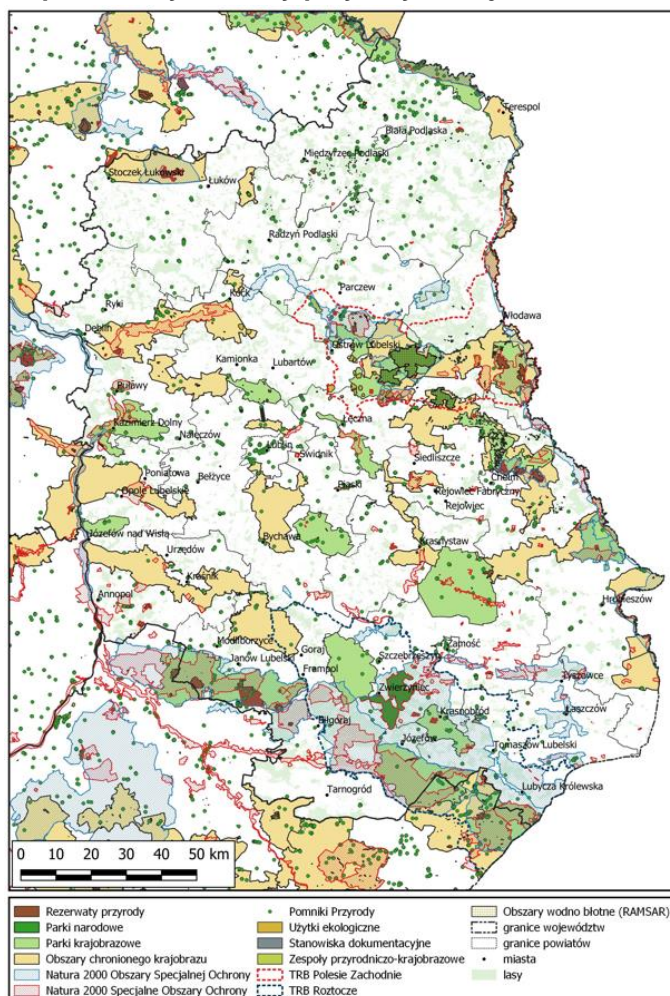 Terespol
Biała Podlaska
Międzyrzec Podlaski
Stoczek Łukowski
Łuków
Radzyń Podlaski
Parczew
Kock
Ryki
Włodawa
Dęblin
Ostrów Lubelski
Kamionka
Lubartów
Puławy
Kazimierz Dolny
Łęczna
Nałęczów
Lublin
Świdnik
Siedliszcze
Chełm
Poniatowa
Bełżyce
Piaski
Opole Lubelskie
Rejowiec Fabryczny
Rejowiec
Józefów nad Wisłą
Bychawa
Krasnystaw
Urzędów
Kraśnik
Hrubieszów
Annopol
Modliborzyce
Goraj
Szczebrzeszyn
Zamość
Janów Lubelski
Frampol
Tyszowce
Zwierzyniec
Biłgoraj
Krasnobród
Łaszczów
Józefów
Tomaszów Lubelski
Tarnogród
Lubycza Królewska
0 10 20 30 40 50 km
Rezerwaty przyrody
Parki narodowe
Parki krajobrazowe
Obszary chronionego krajobrazu
Natura 2000 Obszary Specjalnej Ochrony
Natura 2000 Specjalne Obszary Ochrony
Pomniki Przyrody
Użytki ekologiczne
Stanowiska dokumentacyjne
Zespoły przyrodniczo-krajobrazowe
TRB Polesie Zachodnie
TRB Roztocze
Obszary wodno błotne (RAMSAR)
granice województw
granice powiatów
miasta
lasy